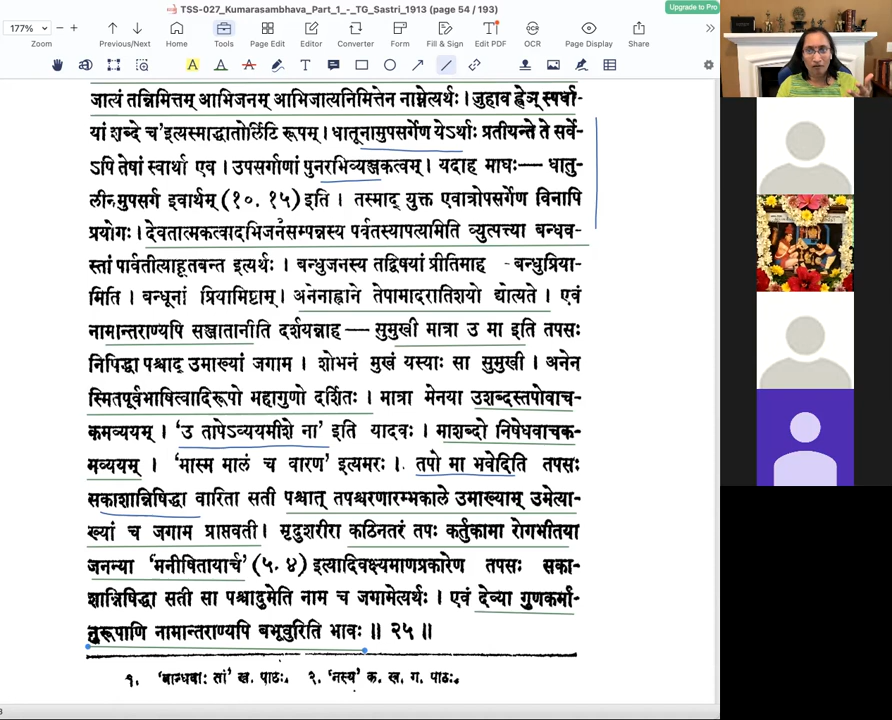 TSS-027_Kumarasambhava_Part_1_-_TG_Sastri_1913 (page 54 / 193)
Upgrade to Pro
177%
Zoom Previous/Next Home Tools Page Edit Editor Converter Form Fill & Sign Edit PDF OCR Page Display Share
जात्यं तन्निमित्तम् आभिजनम् आभिजात्यनिमित्तेन नाम्नेत्यर्थः। जुहाव ह्वेञ् स्पर्धा-
यां शब्दे च'इत्यस्माद्धातोर्लिटि रूपम्। धातूनामुपसर्गेण येऽर्थाः प्रतीयन्ते ते सर्वे-
ऽपि तेषां स्वार्था एव। उपसर्गाणां पुनरभिव्यञ्जकत्वम्। यदाह माघः— धातु-
लीनमुपसर्ग इवार्थम् (१०. १५) इति। तस्माद् युक्त एवात्रोपसर्गेण विनापि
प्रयोगः। देवतात्मकत्वादभिजनसंपन्नस्य पर्वतस्यापत्यमिति व्युत्पत्त्या बन्धव-
स्तां पार्वतीत्याहूतवन्त इत्यर्थः। बन्धुजनस्य तद्विषयां प्रीतिमाह - बन्धुप्रिया-
मिति। बन्धूनां प्रियामिष्टाम्। अनेनाह्वाने तेषामादरातिशयो द्योत्यते। एवं
नामान्तराण्यपि सञ्जातानीति दर्शयन्नाह — सुमुखी मात्रा उ मा इति तपसः
निषिद्धा पश्चाद् उमाख्यां जगाम। शोभनं मुखं यस्याः सा सुमुखी। अनेन
स्मितपूर्वभाषित्वादिरूपो महागुणो दर्शितः। मात्रा मेनया उशब्दस्तपोवाच-
कमव्ययम्। 'उ तापेऽव्ययमीशे ना' इति यादवः। माशब्दो निषेधवाचक-
मव्ययम्। 'मास्म मालं च वारण' इत्यमरः। तपो मा भवेदिति तपसः
सकाशान्निषिद्धा वारिता सती पश्चात् तपश्चरणारम्भकाले उमाख्याम् उमेत्या-
ख्यां च जगाम प्राप्तवती। मृदुशरीरा कठिनतरं तपः कर्तुकामा रोगभीतया
जनन्या 'मनीषितायार्च' (५. ४) इत्यादिवक्ष्यमाणप्रकारेण तपसः सका-
शान्निषिद्धा सती सा पश्चादुमेति नाम च जगामेत्यर्थः। एवं देव्या गुणकर्मा-
नुरूपाणि नामान्तराण्यपि बभूवुरिति भावः॥ २५॥
१. 'बान्धवाः तां' ख. पाठः. २. 'नस्य' क. ख. ग. पाठः.